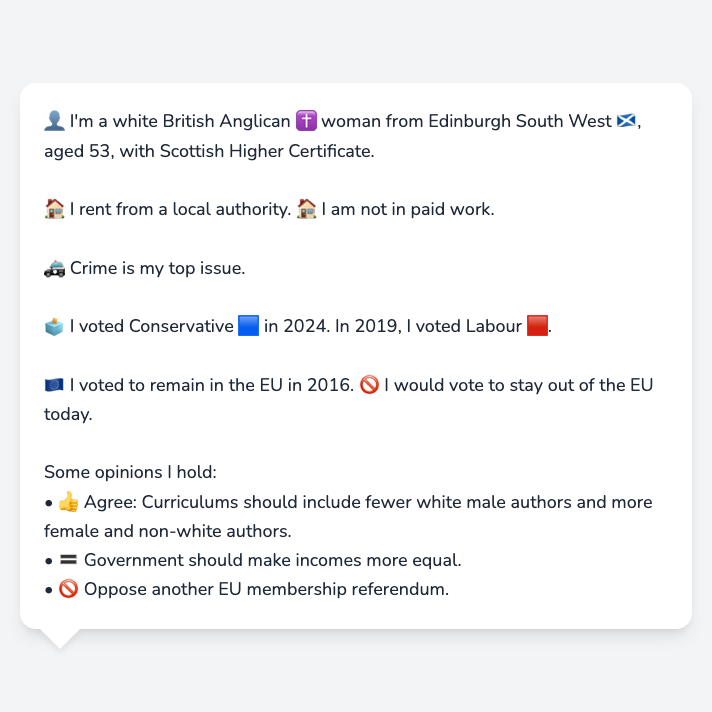 👤 I'm a white British Anglican ✝️ woman from Edinburgh South West 🏴󠁧󠁢󠁳󠁣󠁴󠁿,
aged 53, with Scottish Higher Certificate.
🏠 I rent from a local authority. 🏠 I am not in paid work.
🚓 Crime is my top issue.
🗳️ I voted Conservative 🟦 in 2024. In 2019, I voted Labour 🟥.
🇪🇺 I voted to remain in the EU in 2016. 🚫 I would vote to stay out of the EU
today.
Some opinions I hold:
• 👍 Agree: Curriculums should include fewer white male authors and more
female and non-white authors.
• 🟰 Government should make incomes more equal.
• 🚫 Oppose another EU membership referendum.